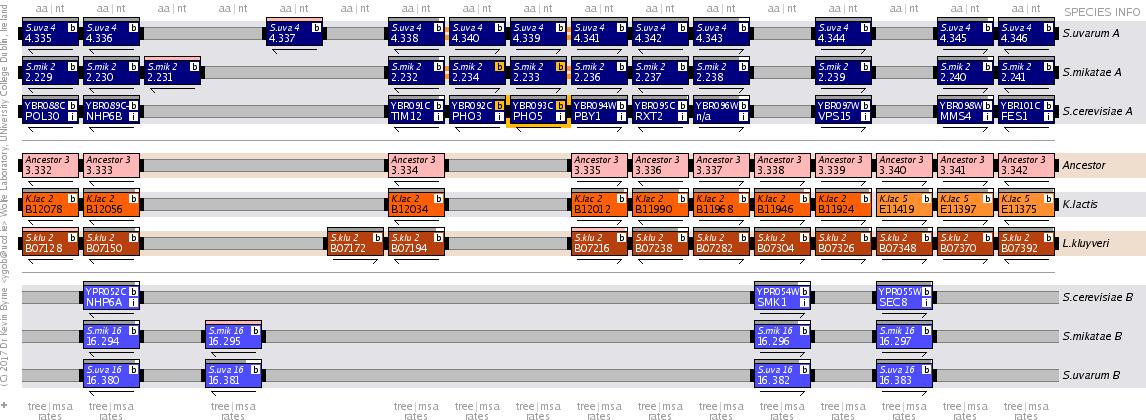 aa|nt aa|nt aa|nt aa|nt aa|nt aa|nt aa|nt aa|nt aa|nt aa|nt aa|nt aa|nt aa|nt aa|nt aa|nt aa|nt aa|nt SPECIES INFO
S.uva 4 S.uva 4 S.uva 4 S.uva 4 S.uva 4 S.uva 4 S.uva 4 S.uva 4 S.uva 4 S.uva 4 S.uva 4 S.uva 4
4.335 4.336 4.337 4.338 4.340 4.339 4.341 4.342 4.343 4.344 4.345 4.346
S.uvarum A
S.mik 2 b S.mik 2 b S.mik 2 b S.mik 2 b S.mik 2 b S.mik 2 b S.mik 2 b S.mik 2 b S.mik 2 b S.mik 2 b S.mik 2 b S.mik 2 b
2.229 2.230 2.231 2.232 2.234 2.233 2.236 2.237 2.238 2.239 2.240 2.241
S.mikatae A
YBR088C b YBR089C- b YBR091C b YBR092C b YBR093C b YBR094W b YBR095C b YBR096W b YBR097W b YBR098W b YBR101C b
POL30 i NHP6B i TIM12 i PHO3 i PHO5 i PBY1 i RXT2 i n/a i VPS15 i MMS4 i FES1 i
S.cerevisiae A
Ancestor 3 Ancestor 3 Ancestor 3 Ancestor 3 Ancestor 3 Ancestor 3 Ancestor 3 Ancestor 3 Ancestor 3 Ancestor 3 Ancestor 3
3.332 3.333 3.334 3.335 3.336 3.337 3.338 3.339 3.340 3.341 3.342
Ancestor
K.lac 2 b K.lac 2 b K.lac 2 b K.lac 2 b K.lac 2 b K.lac 2 b K.lac 2 b K.lac 2 b K.lac 5 b K.lac 5 b K.lac 5 b
B12078 B12056 B12034 B12012 B11990 B11968 B11946 B11924 E11419 E11397 E11375
K.lactis
S.klu 2 b S.klu 2 b S.klu 2 b S.klu 2 b S.klu 2 b S.klu 2 b S.klu 2 b S.klu 2 b S.klu 2 b S.klu 2 b S.klu 2 b S.klu 2 b
B07128 B07150 B07172 B07194 B07216 B07238 B07282 B07304 B07326 B07348 B07370 B07392
L.kluyveri
YPR052C b YPR054W b YPR055W b
NHP6A i SMK1 i SEC8 i
S.cerevisiae B
S.mik 16 b S.mik 16 b S.mik 16 b S.mik 16 b
16.294 16.295 16.296 16.297
S.mikatae B
S.uva 16 b S.uva 16 b S.uva 16 b S.uva 16 b
16.380 16.381 16.382 16.383
S.uvarum B
tree|msa tree|msa tree|msa tree|msa tree|msa tree|msa tree|msa tree|msa tree|msa tree|msa tree|msa tree|msa tree|msa tree|msa
rates rates rates rates rates rates rates rates rates rates rates rates rates rates
+ (C) 2017 Dr Kevin Byrne Wolfe Laboratory, University College Dublin, Ireland